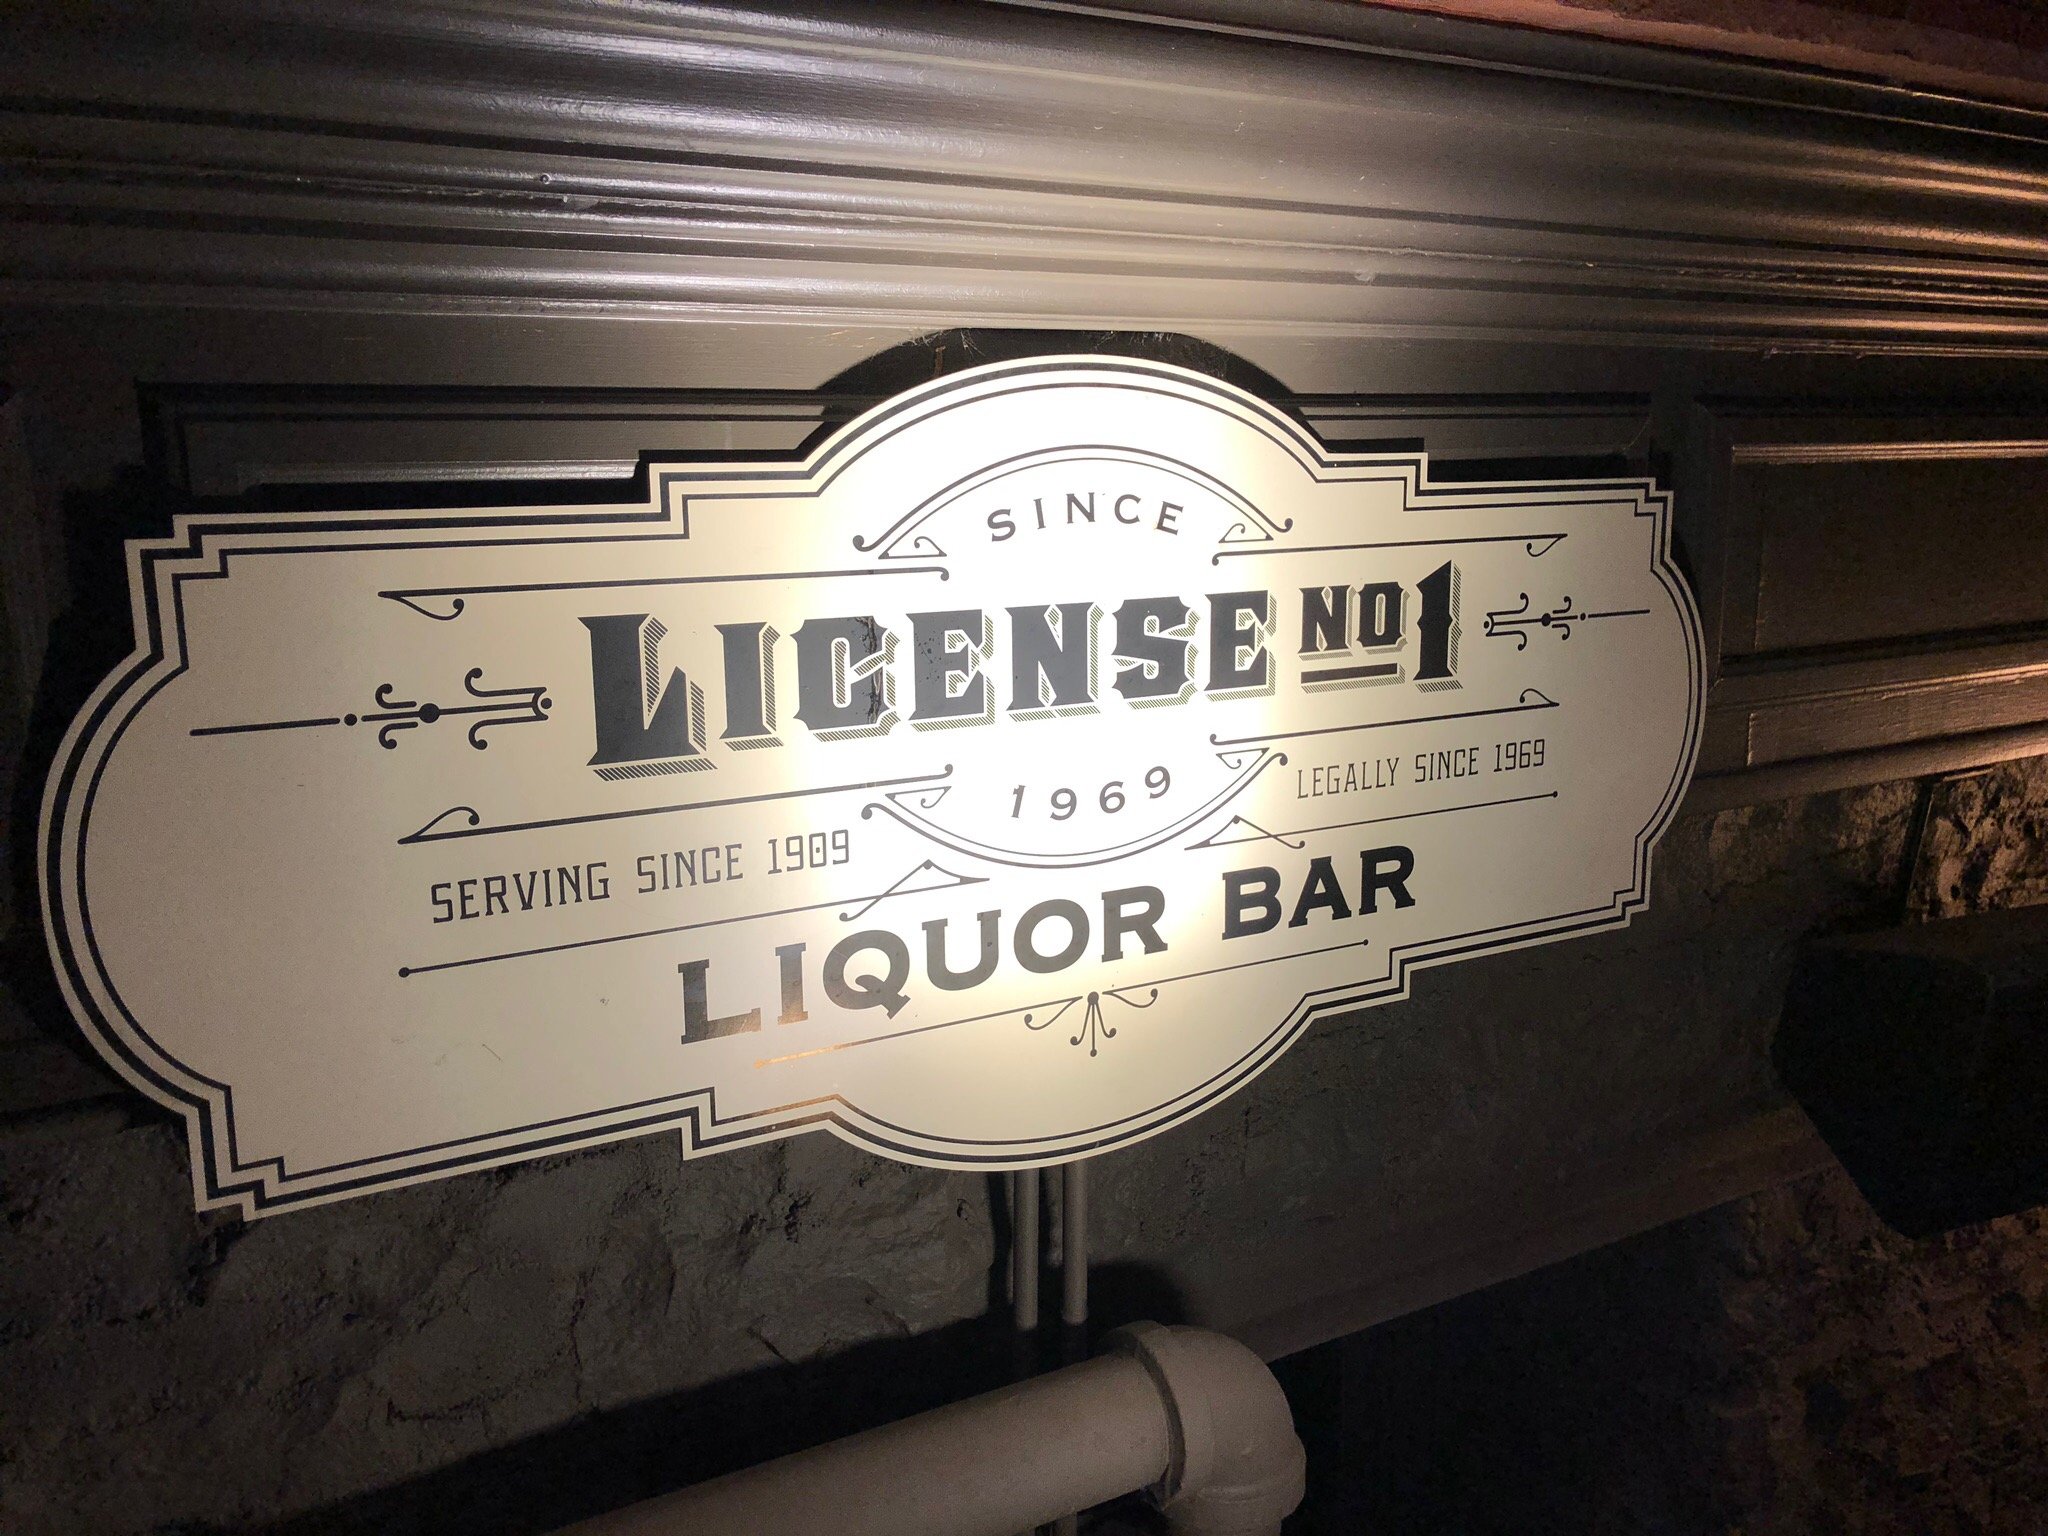 SINCE
LICENSE NO 1
1969
SERVING SINCE 1909
LEGALLY SINCE 1969
LIQUOR BAR